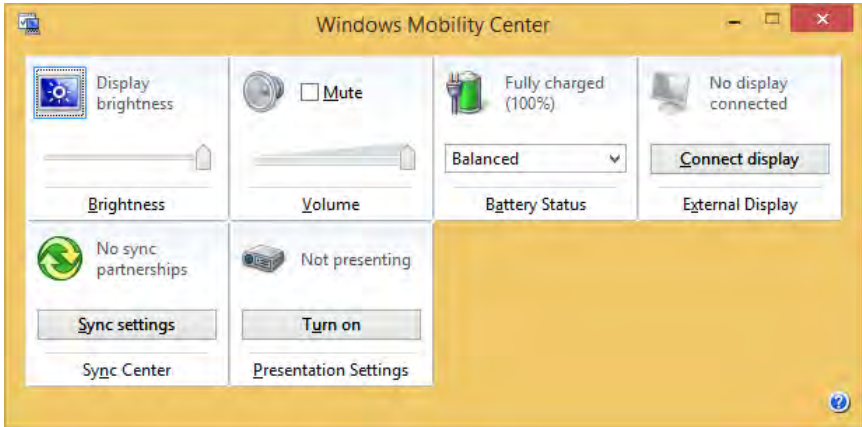 Windows Mobility Center
Display
brightness
Brightness
Mute
Volume
Fully charged
(100%)
Balanced
Battery Status
No display
connected
Connect display
External Display
No sync
partnerships
Sync settings
Sync Center
Not presenting
Turn on
Presentation Settings